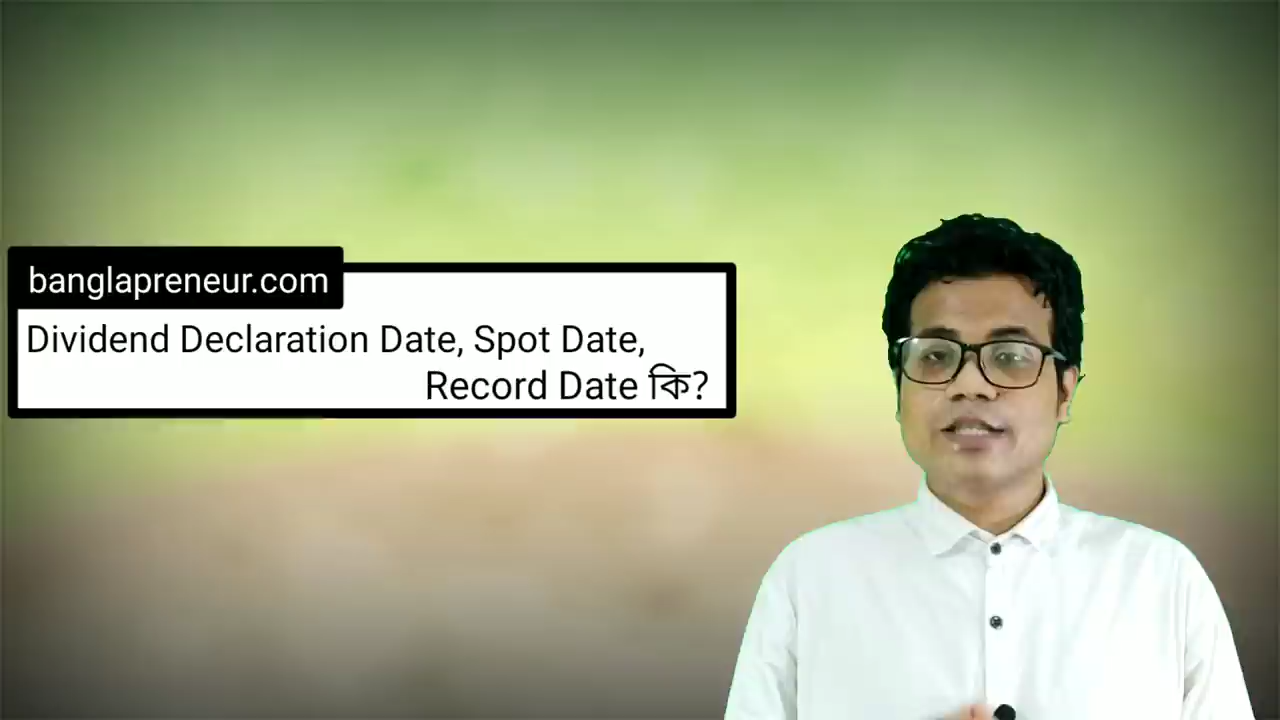 banglapreneur.com
Dividend Declaration Date, Spot Date,
Record Date কি?